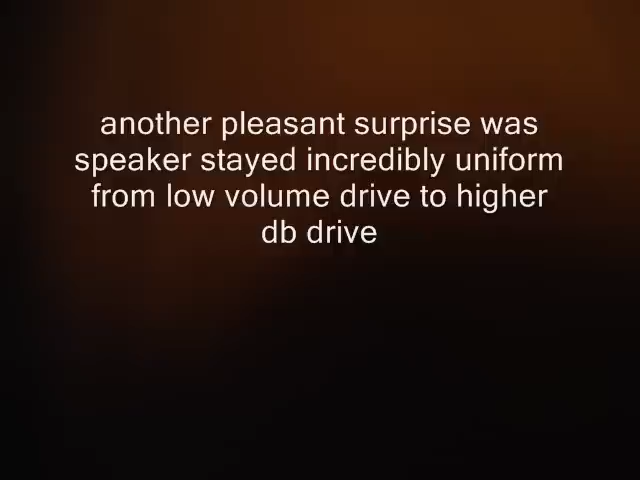 another pleasant surprise was
speaker stayed incredibly uniform
from low volume drive to higher
db drive